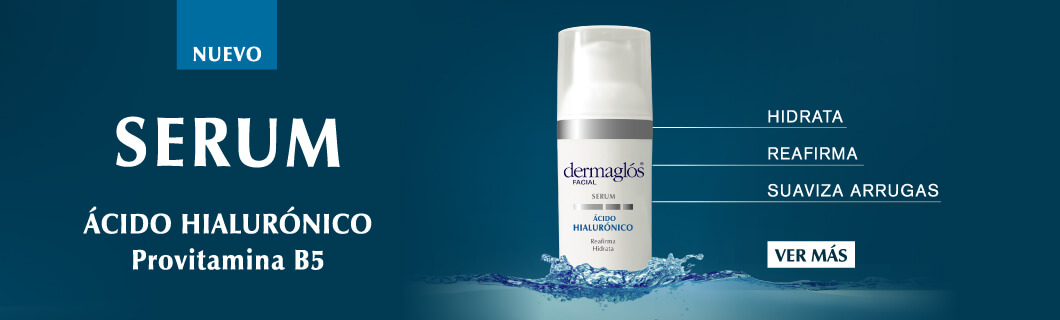 NUEVO
SERUM
ÁCIDO HIALURÓNICO
Provitamina B5
dermaglós®
FACIAL
SERUM
ÁCIDO
HIALURÓNICO
Reafirma
Hidrata
HIDRATA
REAFIRMA
SUAVIZA ARRUGAS
VER MÁS